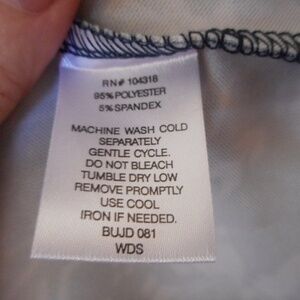 RN# 104318
95% POLYESTER
5% SPANDEX
MACHINE WASH COLD
SEPARATELY
GENTLE CYCLE.
DO NOT BLEACH
TUMBLE DRY LOW
REMOVE PROMPTLY
USE COOL
IRON IF NEEDED.
BUJD 081
WDS